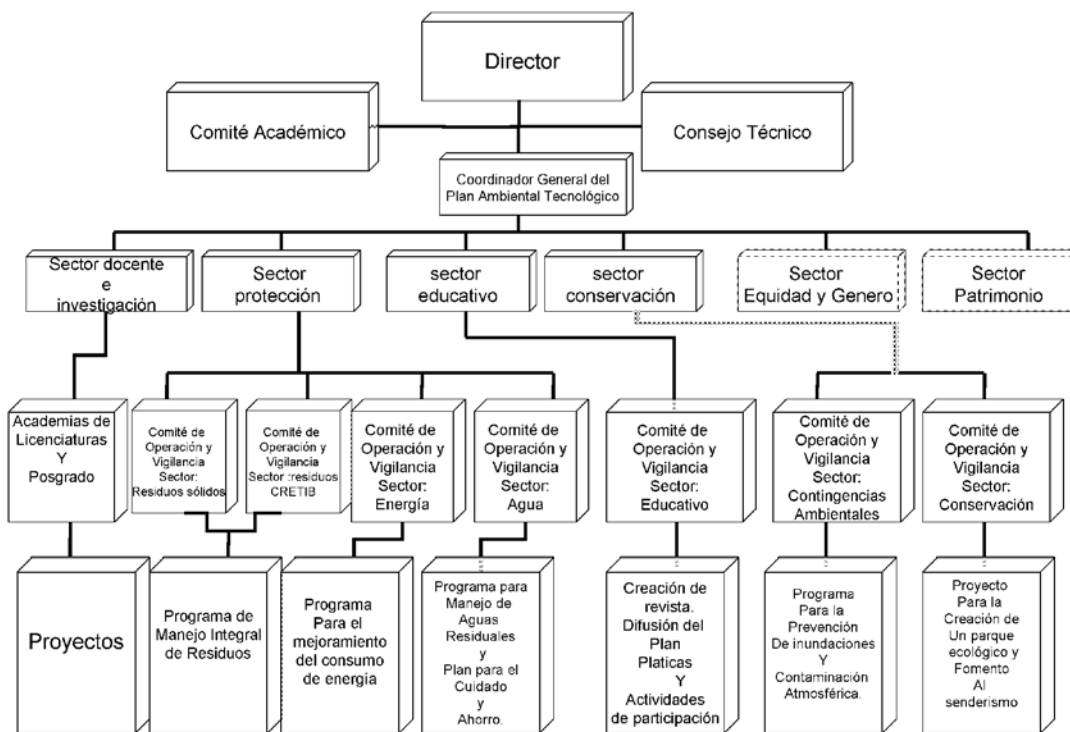 Director
Comité Académico
Consejo Técnico
Coordinador General del
Plan Ambiental Tecnológico
Sector docente
e
investigación
Sector
protección
sector
educativo
sector
conservación
Sector
Equidad y Genero
Sector
Patrimonio
Academias de
Licenciaturas
Y
Posgrado
Comité de
Operación y
Vigilancia
Sector:
Residuos sólidos
Comité de
Operación y
Vigilancia
Sector :residuos
CRETIB
Comité de
Operación y
Vigilancia
Sector:
Energía
Comité de
Operación y
Vigilancia
Sector:
Agua
Comité de
Operación y
Vigilancia
Sector:
Educativo
Comité de
Operación y
Vigilancia
Sector:
Contingencias
Ambientales
Comité de
Operación y
Vigilancia
Sector:
Conservación
Proyectos
Programa de
Manejo Integral
de Residuos
Programa
Para el
mejoramiento
del consumo
de energía
Programa para
Manejo de
Aguas
Residuales
y
Plan para el
Cuidado
y
Ahorro.
Creación de
revista.
Difusión del
Plan
Platicas
Y
Actividades
de participación
Programa
Para la
Prevención
De inundaciones
Y
Contaminación
Atmosférica.
Proyecto
Para la
Creación de
Un parque
ecológico y
Fomento
Al
senderismo